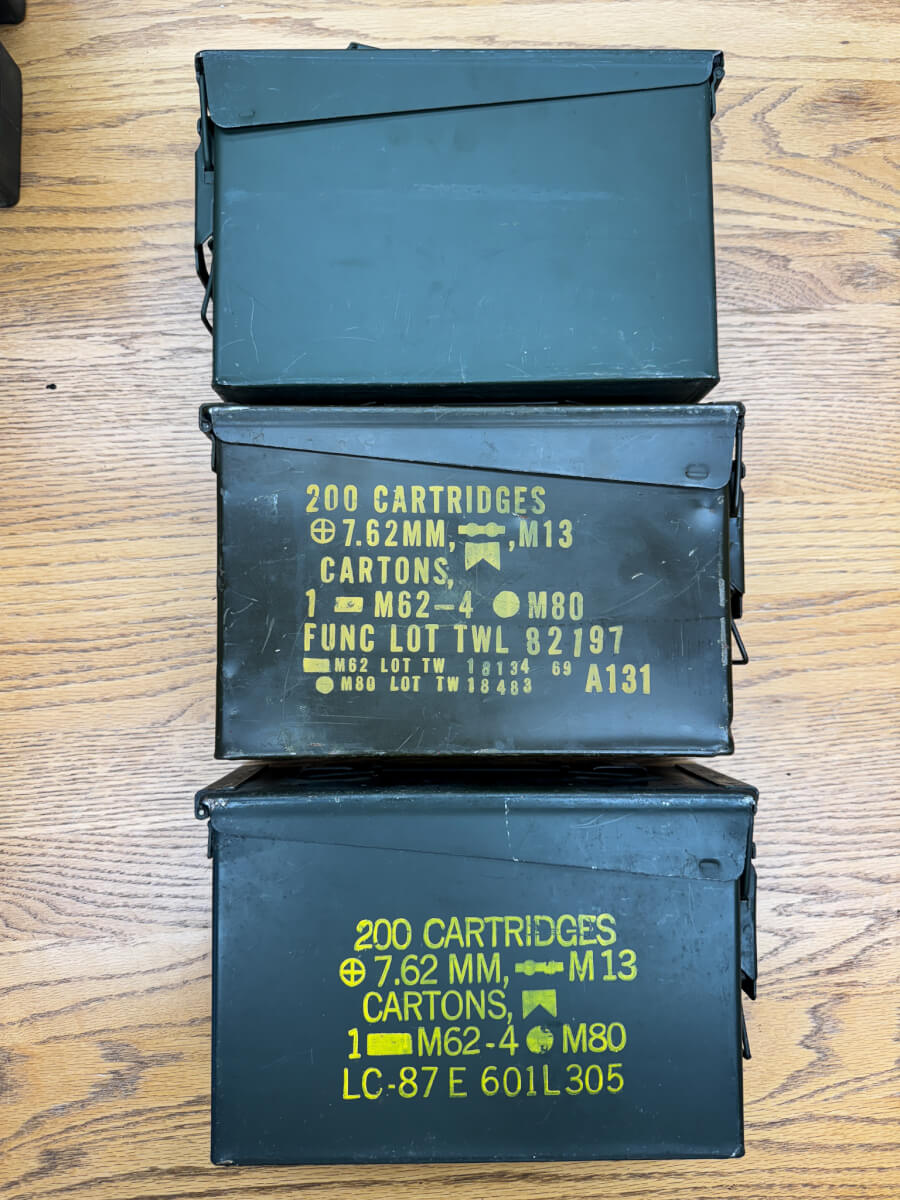 200 CARTRIDGES
7.62MM, ,M13
CARTONS,
1 M62-4 M80
FUNC LOT TWL 82197
M62 LOT TW 18134 69
M80 LOT TW 18483 A131
200 CARTRIDGES
7.62 MM, M13
CARTONS,
1 M62-4 M80
LC-87 E 601L305